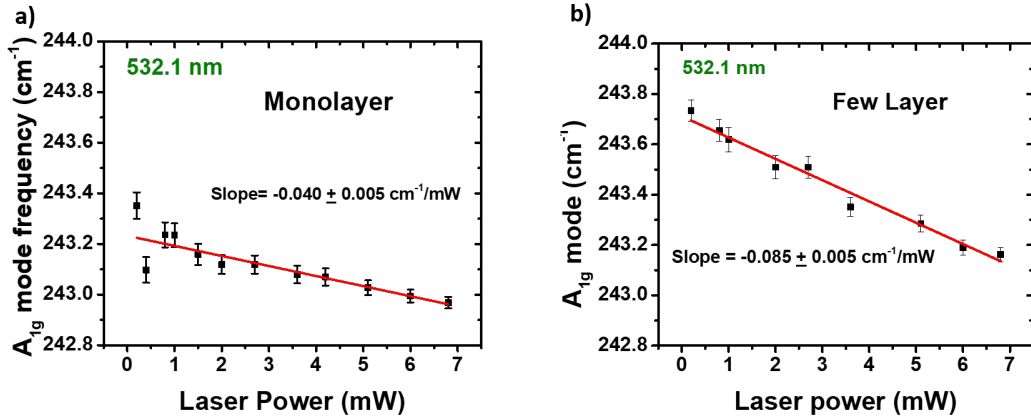 a)
A1g mode frequency (cm-1)
244.0
243.8
243.6
243.4
243.2
243.0
242.8
532.1 nm
Monolayer
Slope= -0.040 ± 0.005 cm-1/mW
0 1 2 3 4 5 6 7
Laser Power (mW)
b)
A1g mode (cm-1)
244.0
243.8
243.6
243.4
243.2
243.0
242.8
532.1 nm
Few Layer
Slope = -0.085 ± 0.005 cm-1/mW
0 1 2 3 4 5 6 7
Laser power (mW)